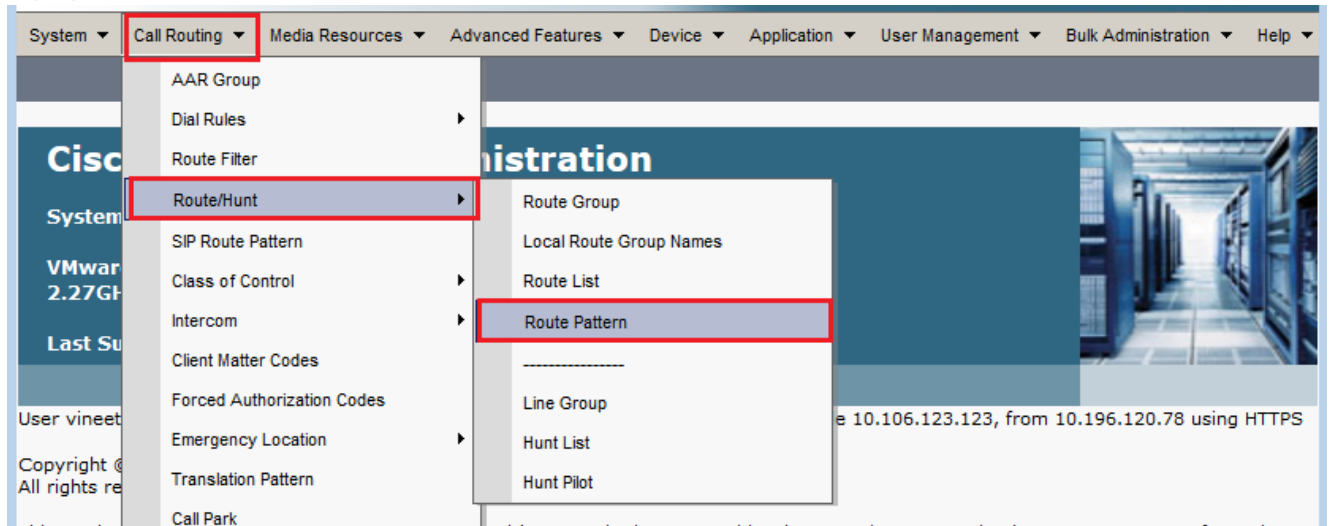 System Call Routing Media Resources Advanced Features Device Application User Management Bulk Administration Help
AAR Group
Dial Rules
Route Filter
Route/Hunt
SIP Route Pattern
Class of Control
Intercom
Client Matter Codes
Forced Authorization Codes
Emergency Location
Translation Pattern
Call Park
Route Group
Local Route Group Names
Route List
Route Pattern
----------------
Line Group
Hunt List
Hunt Pilot
Cisc
nistration
System
VMwar
2.27GH
Last Su
User vineet
e 10.106.123.123, from 10.196.120.78 using HTTPS
Copyright ©
All rights re